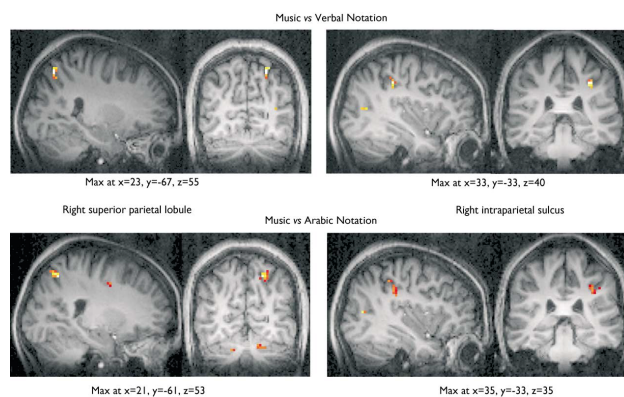 Music vs Verbal Notation
Max at x=23, y=-67, z=55
Max at x=33, y=-33, z=40
Right superior parietal lobule
Right intraparietal sulcus
Music vs Arabic Notation
Max at x=21, y=-61, z=53
Max at x=35, y=-33, z=35